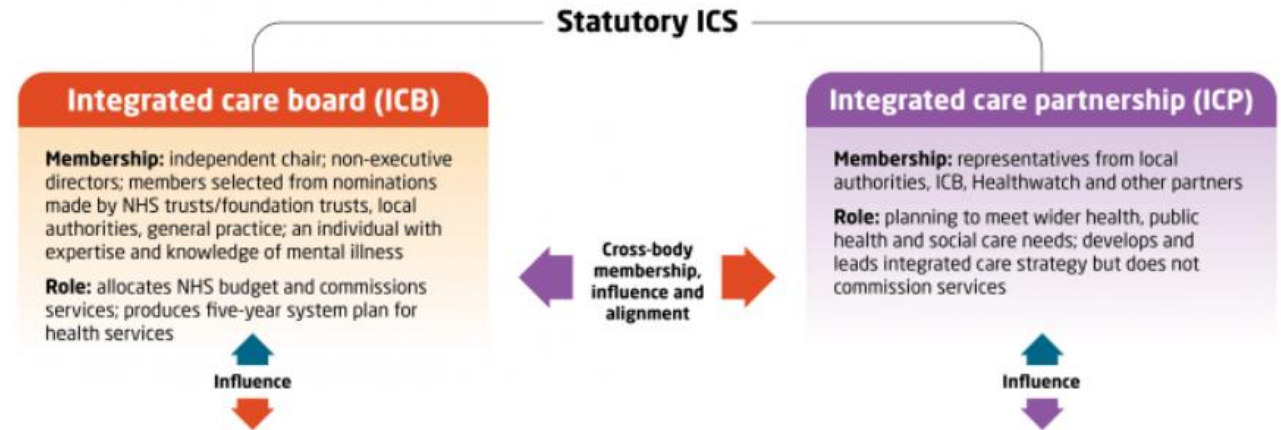 Statutory ICS
Integrated care board (ICB)
Membership: independent chair; non-executive
directors; members selected from nominations
made by NHS trusts/foundation trusts, local
authorities, general practice; an individual with
expertise and knowledge of mental illness
Role: allocates NHS budget and commissions
services; produces five-year system plan for
health services
Influence
Cross-body
membership,
influence and
alignment
Integrated care partnership (ICP)
Membership: representatives from local
authorities, ICB, Healthwatch and other partners
Role: planning to meet wider health, public
health and social care needs; develops and
leads integrated care strategy but does not
commission services
Influence